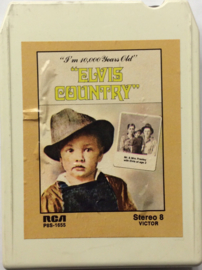 "I'm 10,000 Years Old"
"ELVIS
COUNTRY"
RCA
P8S-1655
Stereo 8
VICTOR